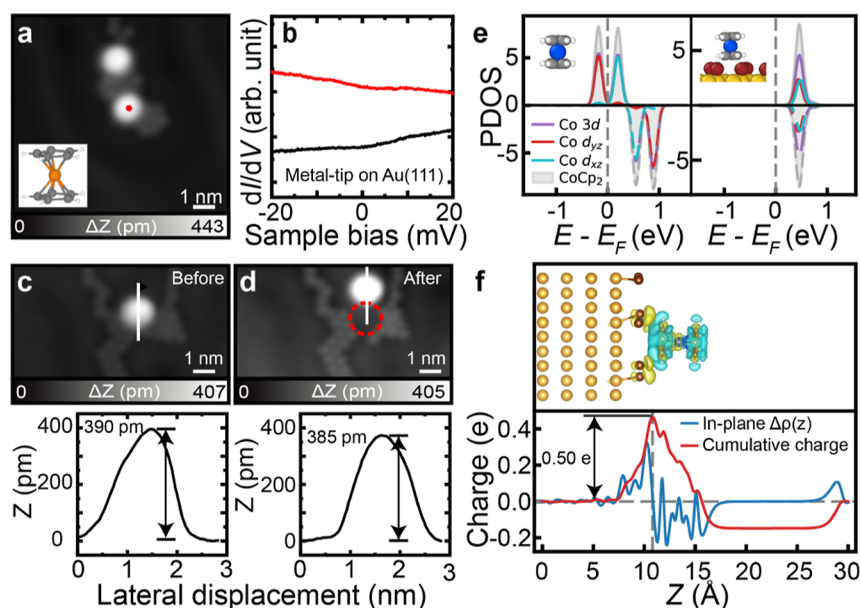 a
1 nm
0 ΔZ (pm) 443
b
dI/dV (arb. unit)
Metal-tip on Au(111)
-20 0 20
Sample bias (mV)
e
PDOS
5
0
-5
Co 3d
Co dyz
Co dxz
CoCp2
-1 0 1
E - EF (eV)
5
0
-5
-1 0 1
E - EF (eV)
c
Before
1 nm
0 ΔZ (pm) 407
d
After
1 nm
0 ΔZ (pm) 405
400
200
0
Z (pm)
390 pm
0 1 2 3
400
200
0
Z (pm)
385 pm
0 1 2 3
Lateral displacement (nm)
f
Charge (e)
0.4
0.2
0.0
-0.2
0.50 e
In-plane Δρ(z)
Cumulative charge
0 5 10 15 20 25 30
Z (Å)